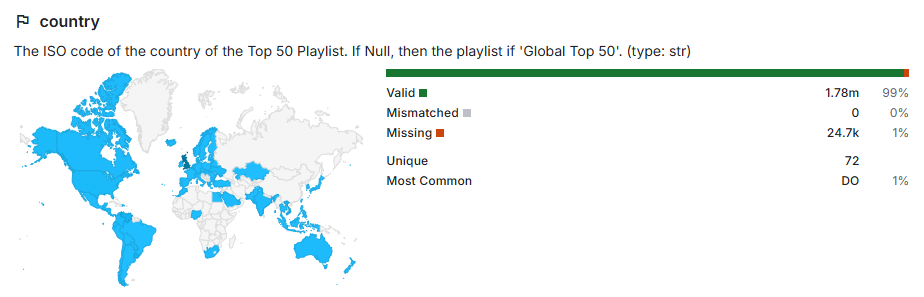 country
The ISO code of the country of the Top 50 Playlist. If Null, then the playlist if 'Global Top 50'. (type: str)
Valid 1.78m 99%
Mismatched 0 0%
Missing 24.7k 1%
Unique 72
Most Common DO 1%